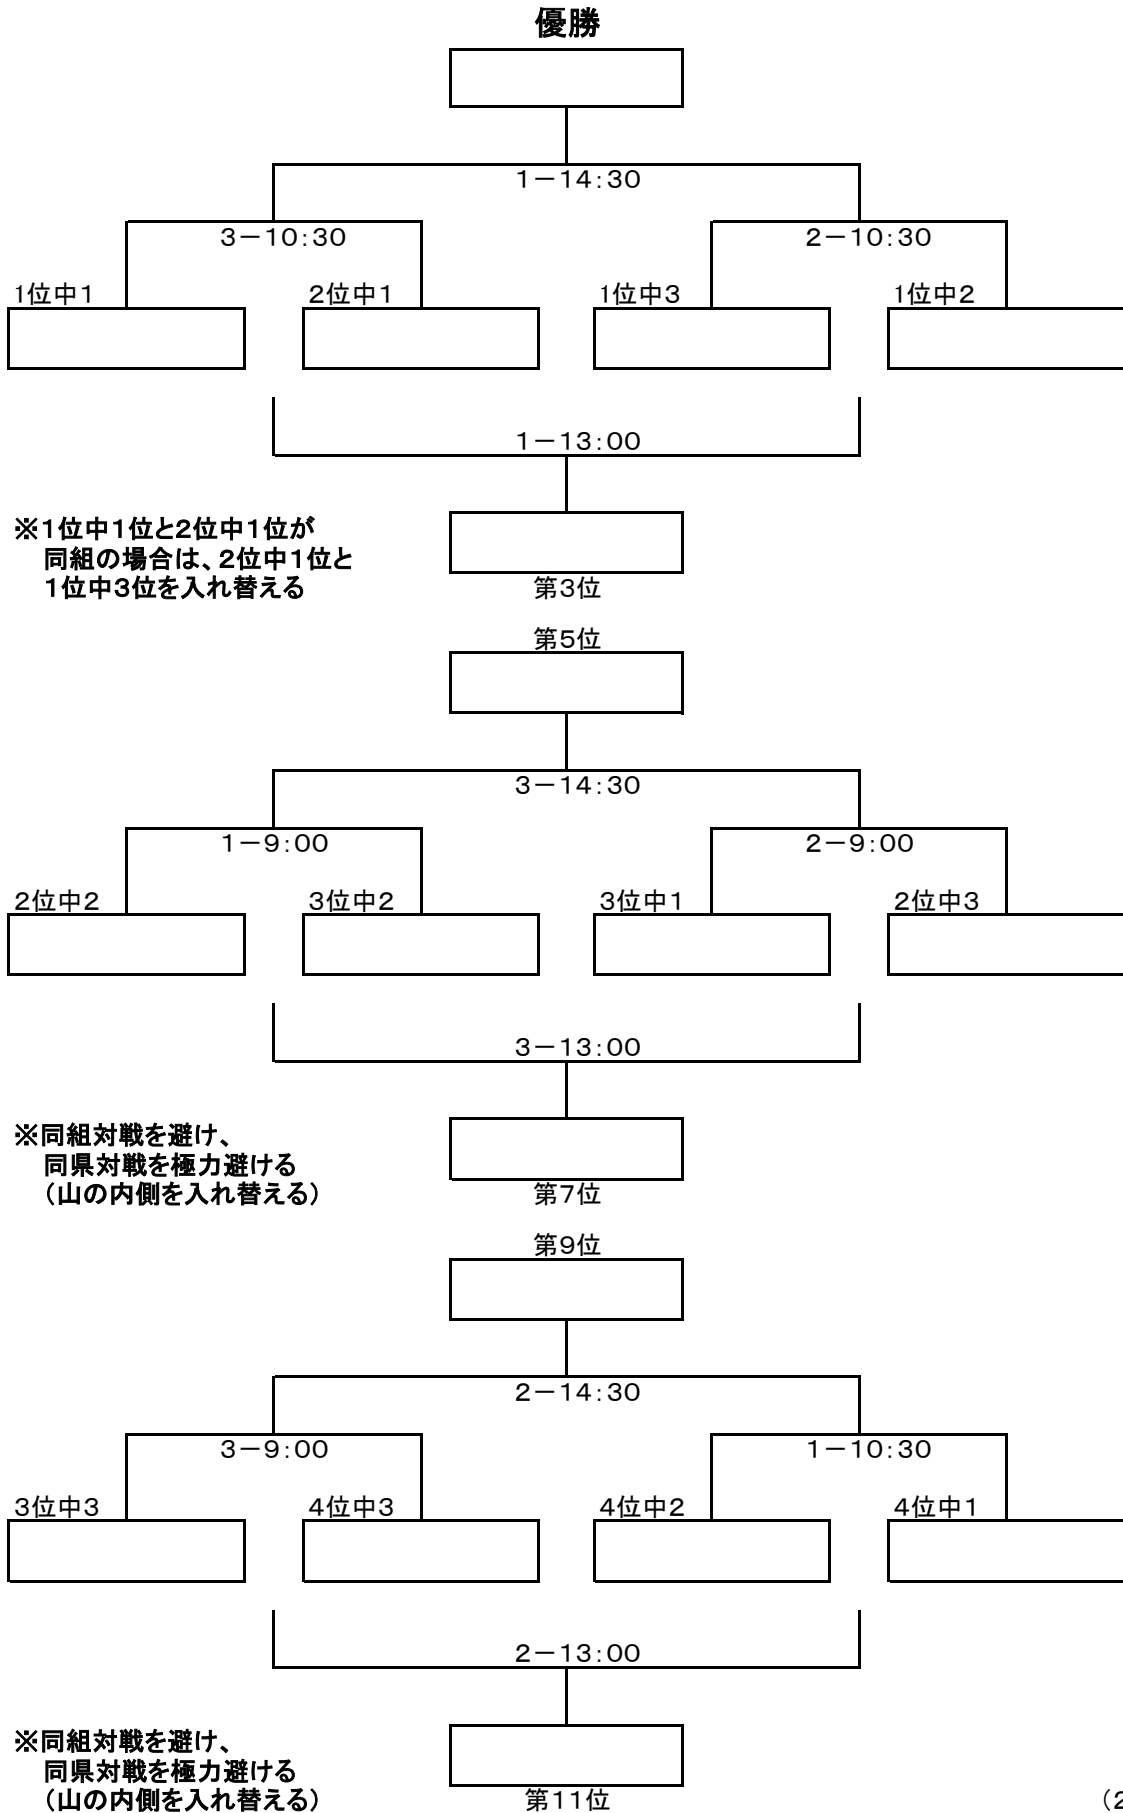 優勝
1－14:30
3－10:30
2－10:30
1位中1
2位中1
1位中3
1位中2
1－13:00
※1位中1位と2位中1位が
同組の場合は、2位中1位と
1位中3位を入れ替える
第3位
第5位
3－14:30
1－9:00
2－9:00
2位中2
3位中2
3位中1
2位中3
3－13:00
※同組対戦を避け、
同県対戦を極力避ける
（山の内側を入れ替える）
第7位
第9位
2－14:30
3－9:00
1－10:30
3位中3
4位中3
4位中2
4位中1
2－13:00
※同組対戦を避け、
同県対戦を極力避ける
（山の内側を入れ替える）
第11位
（2